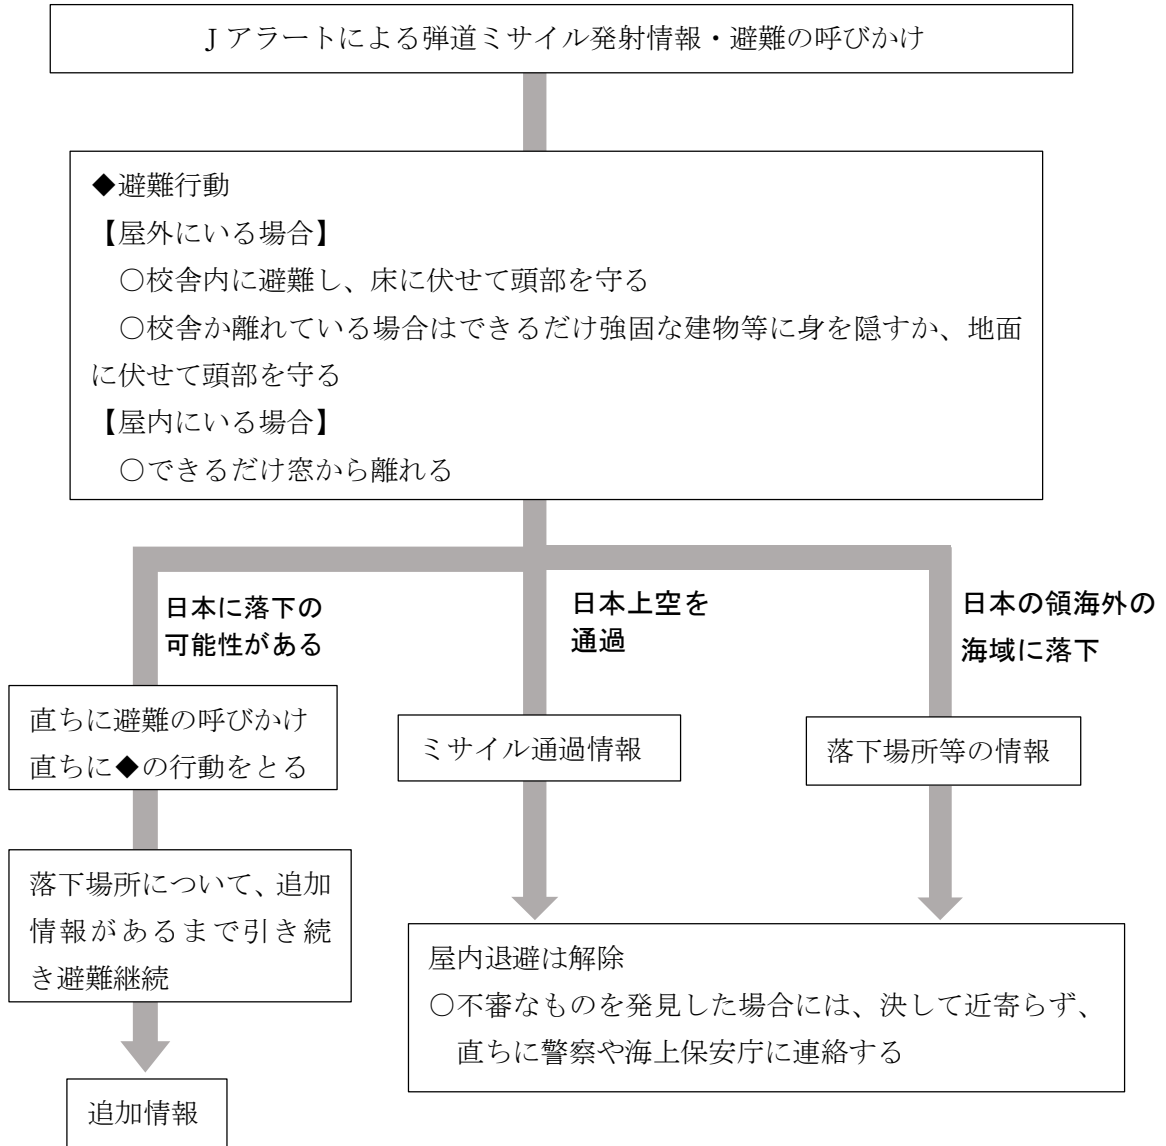 Jアラートによる弾道ミサイル発射情報・避難の呼びかけ
◆避難行動
【屋外にいる場合】
○校舎内に避難し、床に伏せて頭部を守る
○校舎か離れている場合はできるだけ強固な建物等に身を隠すか、地面
に伏せて頭部を守る
【屋内にいる場合】
○できるだけ窓から離れる
日本に落下の
可能性がある
日本上空を
通過
日本の領海外の
海域に落下
直ちに避難の呼びかけ
直ちに◆の行動をとる
ミサイル通過情報
落下場所等の情報
落下場所について、追加
情報があるまで引き続
き避難継続
屋内退避は解除
○不審なものを発見した場合には、決して近寄らず、
直ちに警察や海上保安庁に連絡する
追加情報